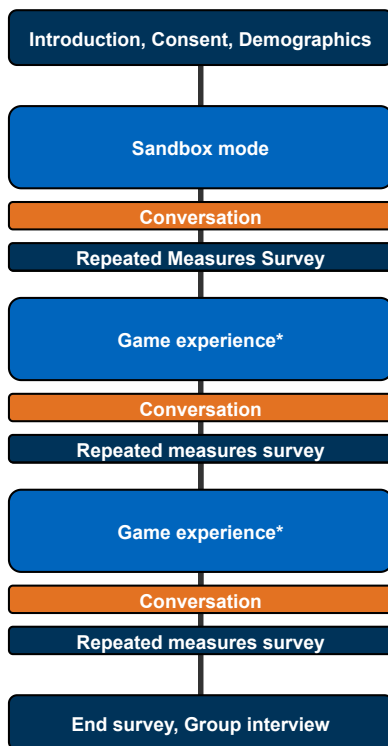 Introduction, Consent, Demographics
Sandbox mode
Conversation
Repeated Measures Survey
Game experience*
Conversation
Repeated measures survey
Game experience*
Conversation
Repeated measures survey
End survey, Group interview